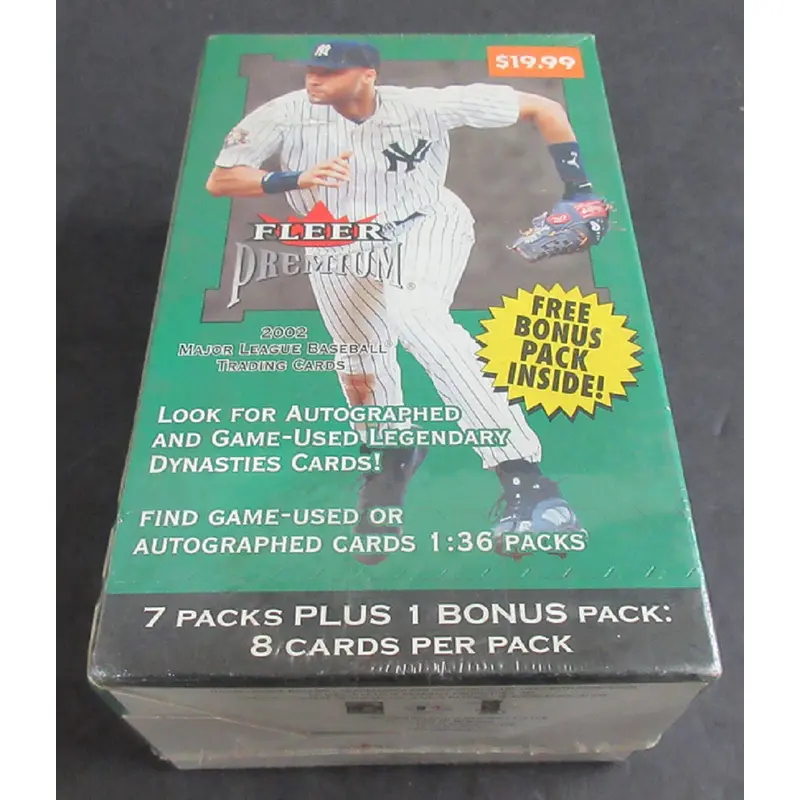 $19.99
NY
NY
FLEER
PREMIUM®
2002
MAJOR LEAGUE BASEBALL
TRADING CARDS
FREE
BONUS
PACK
INSIDE!
LOOK FOR AUTOGRAPHED
AND GAME-USED LEGENDARY
DYNASTIES CARDS!
FIND GAME-USED OR
AUTOGRAPHED CARDS 1:36 PACKS
7 PACKS PLUS 1 BONUS PACK:
8 CARDS PER PACK